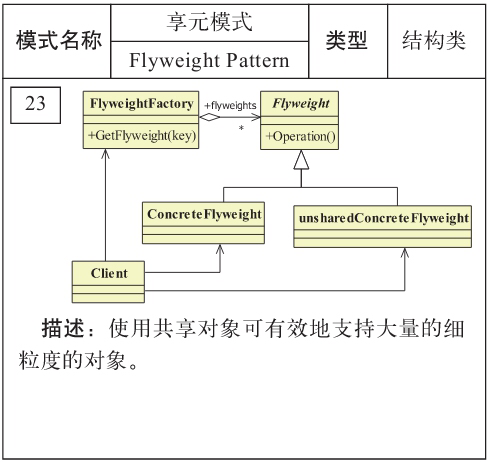 模式名称
享元模式
Flyweight Pattern
类型
结构类
23
FlyweightFactory
+GetFlyweight(key)
+flyweights
*
Flyweight
+Operation()
ConcreteFlyweight
unsharedConcreteFlyweight
Client
描述：使用共享对象可有效地支持大量的细
粒度的对象。